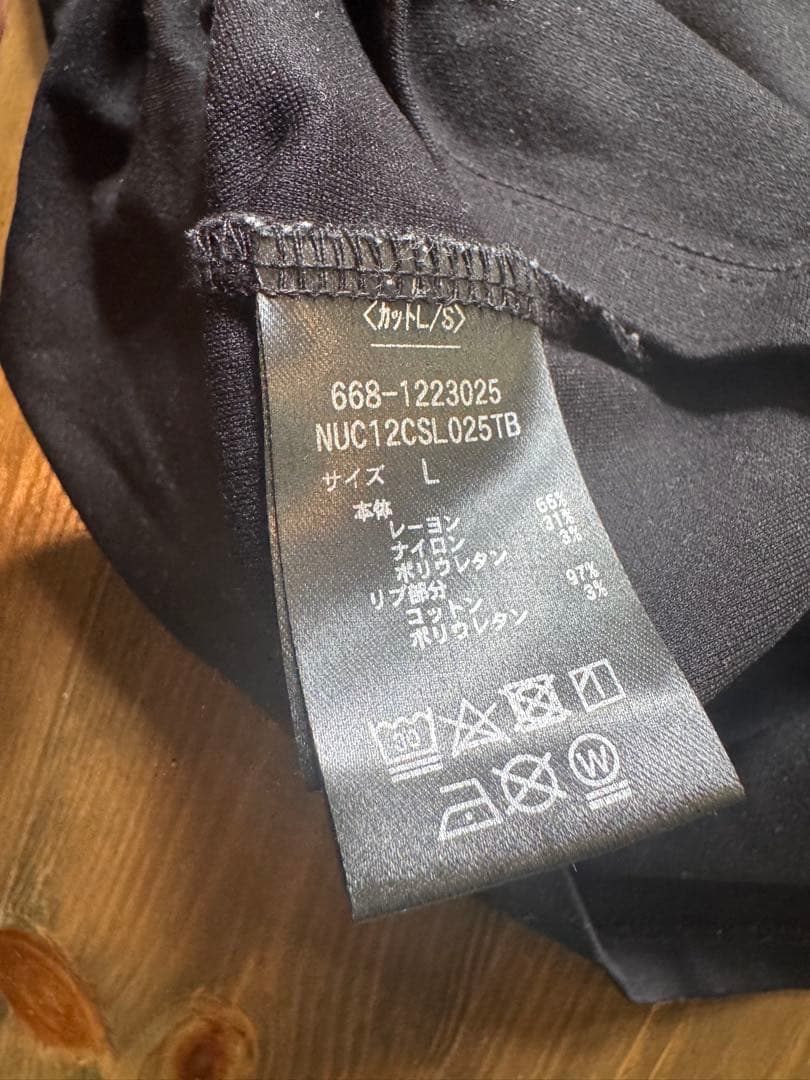 〈カットL/S〉
668-1223025
NUC12CSL025TB
サイズ L
本体
レーヨン 66%
ナイロン 31%
ポリウレタン 3%
リブ部分
コットン 97%
ポリウレタン 3%
30
W